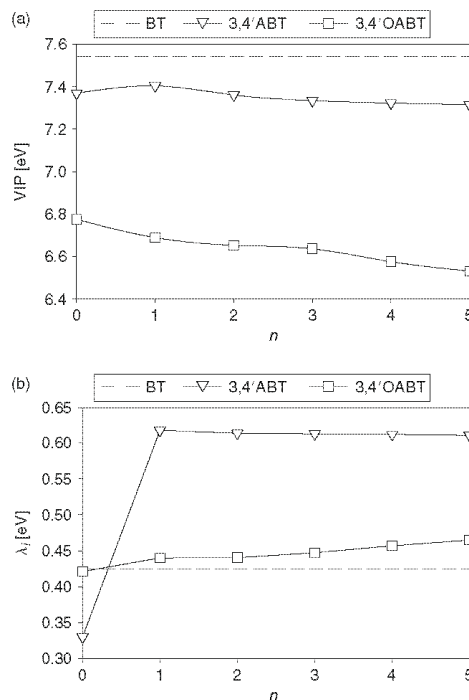 (a)
BT 3,4′ABT 3,4′OABT
7.6
7.4
7.2
7.0
6.8
6.6
6.4
VIP [eV]
0 1 2 3 4 5
n
(b)
BT 3,4′ABT 3,4′OABT
0.65
0.60
0.55
0.50
0.45
0.40
0.35
0.30
λi [eV]
0 1 2 3 4 5
n